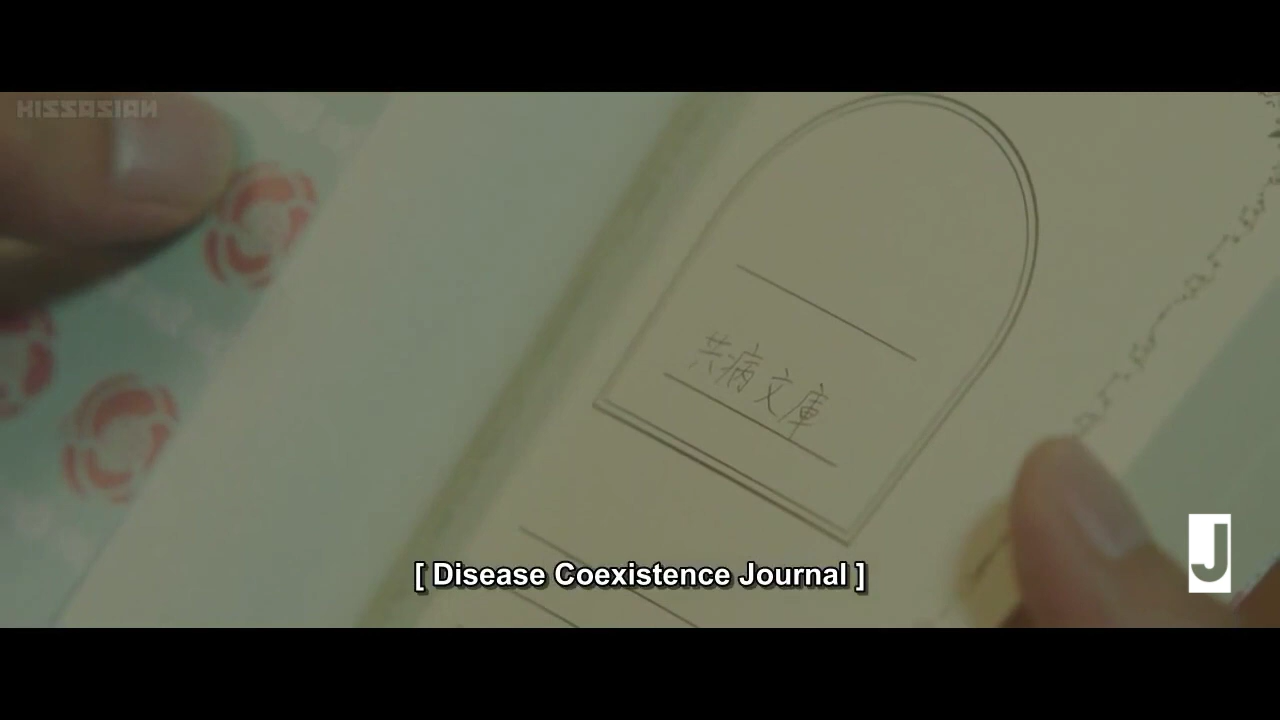 KISSASIAN
共病文庫
J
[ Disease Coexistence Journal ]